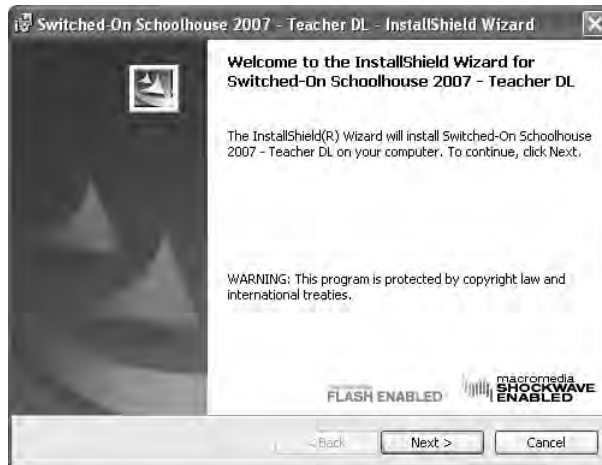 Switched-On Schoolhouse 2007 - Teacher DL - InstallShield Wizard
Welcome to the InstallShield Wizard for
Switched-On Schoolhouse 2007 - Teacher DL
The InstallShield(R) Wizard will install Switched-On Schoolhouse
2007 - Teacher DL on your computer. To continue, click Next.
WARNING: This program is protected by copyright law and
international treaties.
FLASH ENABLED
macromedia
SHOCKWAVE
ENABLED
< Back
Next >
Cancel